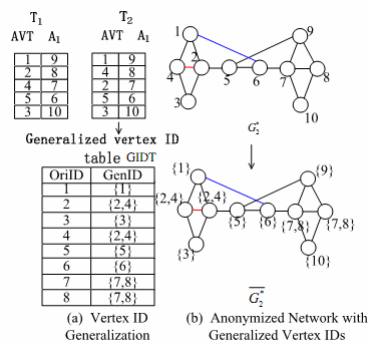 T1 T2
AVT A1 AVT A1
1 9 1 9
2 8 4 8
4 7 2 7
5 6 5 6
3 10 3 10
Generalized vertex ID
table GIDT
OriID GenID
1 {1}
2 {2,4}
3 {3}
4 {2,4}
5 {5}
6 {6}
7 {7,8}
8 {7,8}
(a) Vertex ID
Generalization
1 9
4 2 5 6 7 8
3 10
G2*
{1} {9}
{2,4} {2,4} {5} {6} {7,8} {7,8}
{3} {10}
G2*
(b) Anonymized Network with
Generalized Vertex IDs